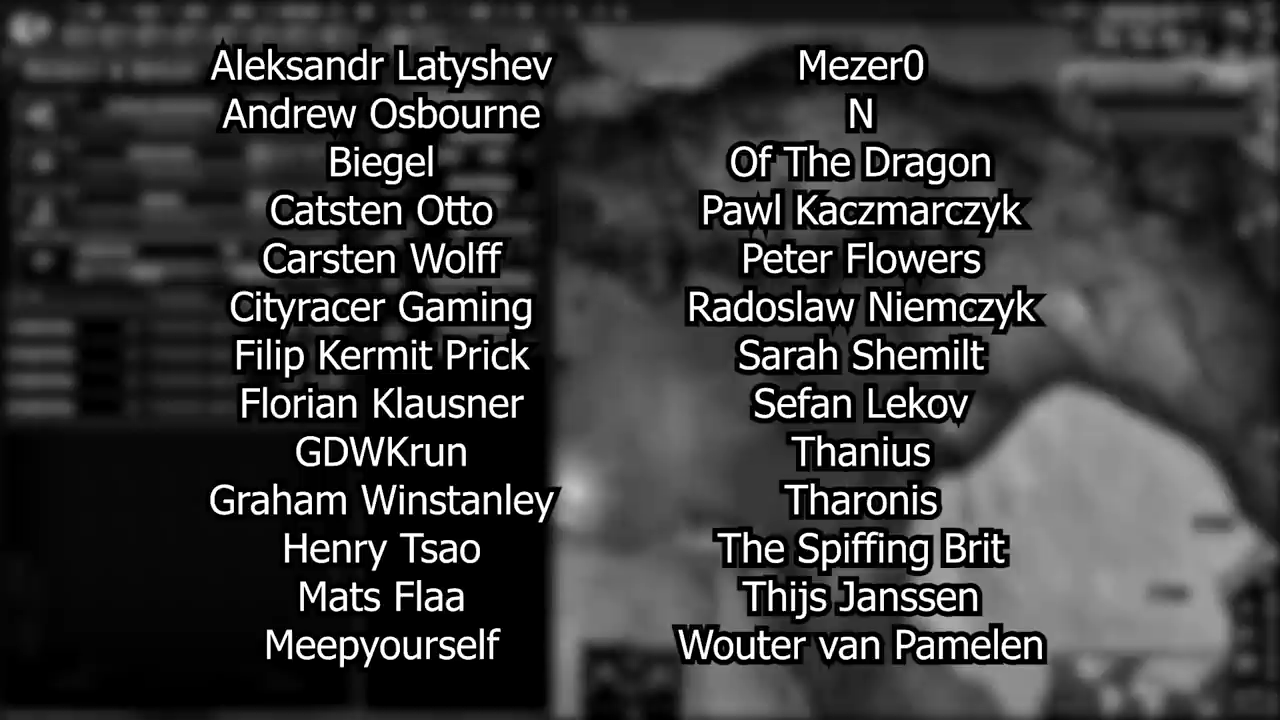 Aleksandr Latyshev
Andrew Osbourne
Biegel
Catsten Otto
Carsten Wolff
Cityracer Gaming
Filip Kermit Prick
Florian Klausner
GDWKrun
Graham Winstanley
Henry Tsao
Mats Flaa
Meepyourself
Mezer0
N
Of The Dragon
Pawl Kaczmarczyk
Peter Flowers
Radoslaw Niemczyk
Sarah Shemilt
Sefan Lekov
Thanius
Tharonis
The Spiffing Brit
Thijs Janssen
Wouter van Pamelen